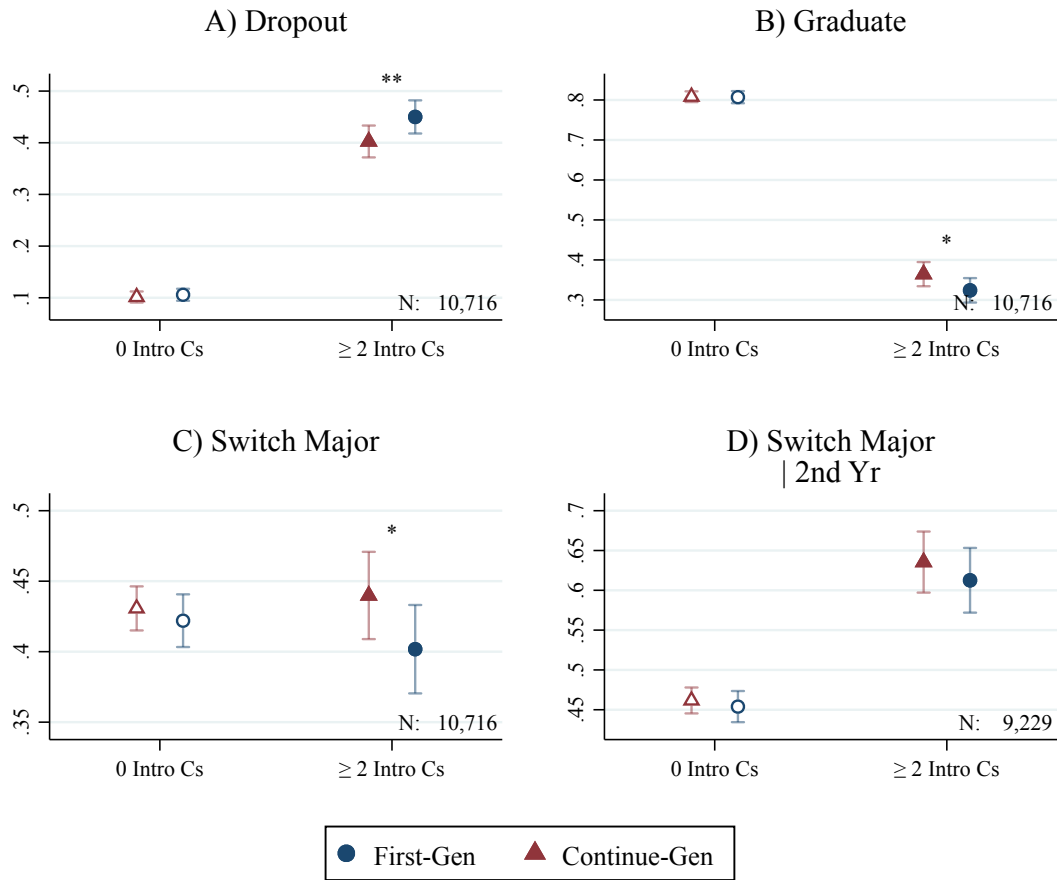 A) Dropout
**
.5
.4
.3
.2
.1
N: 10,716
0 Intro Cs
≥ 2 Intro Cs
B) Graduate
.8
.7
.6
.5
.4
.3
*
N: 10,716
0 Intro Cs
≥ 2 Intro Cs
C) Switch Major
.5
.45
.4
.35
*
N: 10,716
0 Intro Cs
≥ 2 Intro Cs
D) Switch Major
| 2nd Yr
.7
.65
.6
.55
.5
.45
N: 9,229
0 Intro Cs
≥ 2 Intro Cs
First-Gen
Continue-Gen